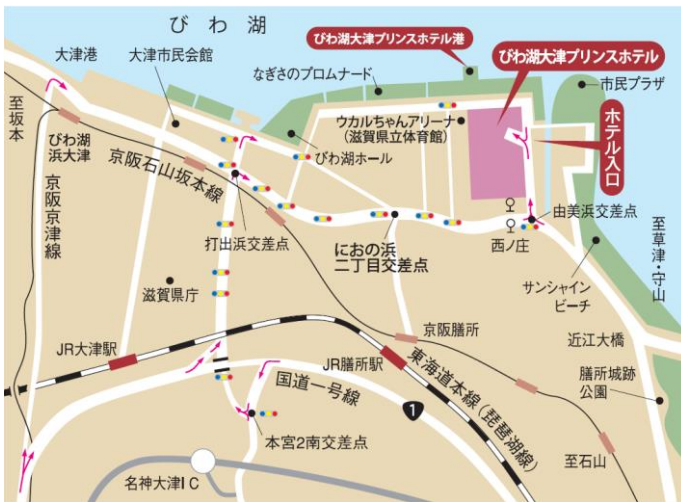 びわ湖
びわ湖大津プリンスホテル港
びわ湖大津プリンスホテル
大津港
大津市民会館
なぎさのプロムナード
市民プラザ
至坂本
ウカルちゃんアリーナ
(滋賀県立体育館)
ホテル入口
びわ湖
浜大津
びわ湖ホール
京阪石山坂本線
京阪京津線
由美浜交差点
打出浜交差点
におの浜
二丁目交差点
西ノ庄
至草津・守山
滋賀県庁
サンシャイン
ビーチ
京阪膳所
近江大橋
JR大津駅
JR膳所駅
東海道本線(琵琶湖線)
国道一号線
膳所城跡
公園
1
本宮2南交差点
至石山
名神大津IC